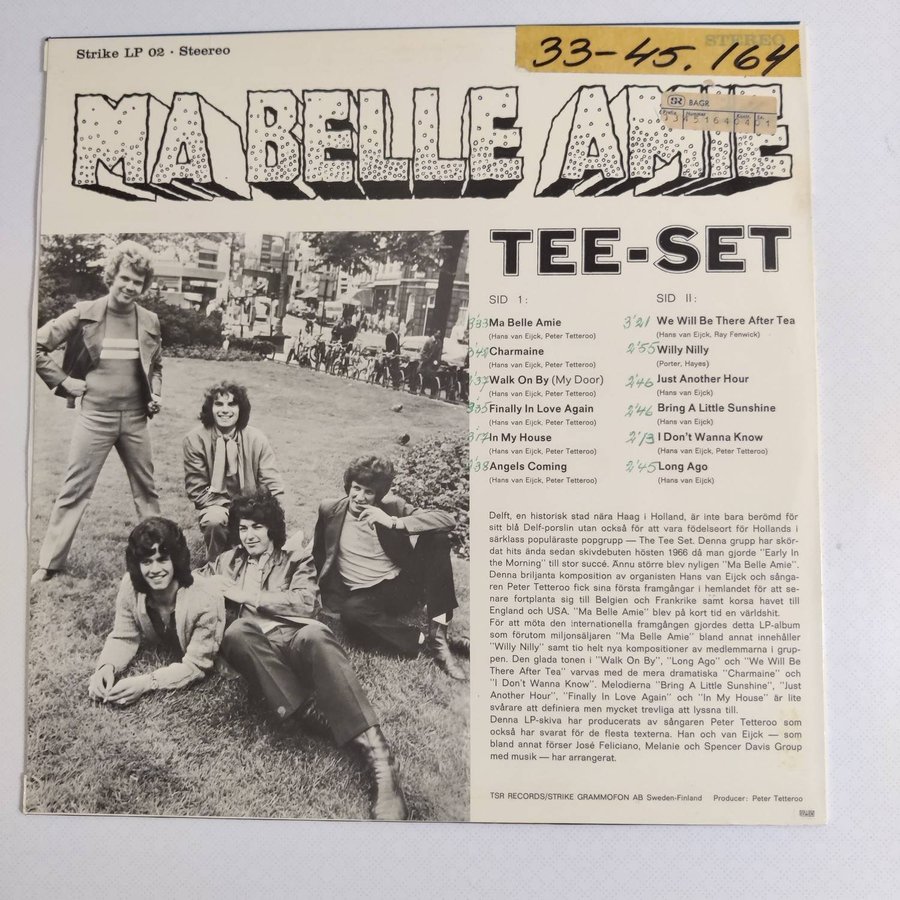 Strike LP 02 · Steereo
STEREO
33-45.164
SR BAGR
MA BELLE AMIE
TEE-SET
SID 1:
3'33 Ma Belle Amie
(Hans van Eijck, Peter Tetteroo)
Charmaine
(Hans van Eijck, Peter Tetteroo)
Walk On By (My Door)
(Hans van Eijck, Peter Tetteroo)
Finally In Love Again
(Hans van Eijck, Peter Tetteroo)
In My House
(Hans van Eijck, Peter Tetteroo)
Angels Coming
(Hans van Eijck, Peter Tetteroo)
SID II:
3'21 We Will Be There After Tea
(Hans van Eijck, Ray Fenwick)
2'55 Willy Nilly
(Porter, Hayes)
2'46 Just Another Hour
(Hans van Eijck)
2'46 Bring A Little Sunshine
(Hans van Eijck)
2'13 I Don't Wanna Know
(Hans van Eijck, Peter Tetteroo)
2'45 Long Ago
(Hans van Eijck)
Delft, en historisk stad nära Haag i Holland, är inte bara berömd för
sitt blå Delf-porslin utan också för att vara födelseort för Hollands i
särklass populäraste popgrupp — The Tee Set. Denna grupp har skör-
dat hits ända sedan skivdebuten hösten 1966 då man gjorde "Early In
the Morning" till stor succé. Ännu större blev nyligen "Ma Belle Amie".
Denna briljanta komposition av organisten Hans van Eijck och sånga-
ren Peter Tetteroo fick sina första framgångar i hemlandet för att se-
nare fortplanta sig till Belgien och Frankrike samt korsa havet till
England och USA. "Ma Belle Amie" blev på kort tid en världshit.
För att möta den internationella framgången gjordes detta LP-album
som förutom miljonsäljaren "Ma Belle Amie" bland annat innehåller
"Willy Nilly" samt tio helt nya kompositioner av medlemmarna i grup-
pen. Den glada tonen i "Walk On By", "Long Ago" och "We Will Be
There After Tea" varvas med de mera dramatiska "Charmaine" och
"I Don't Wanna Know". Melodierna "Bring A Little Sunshine", "Just
Another Hour", "Finally In Love Again" och "In My House" är lite
svårare att definiera men mycket trevliga att lyssna till.
Denna LP-skiva har producerats av sångaren Peter Tetteroo som
också har svarat för de flesta texterna. Han och van Eijck — som
bland annat förser José Feliciano, Melanie och Spencer Davis Group
med musik — har arrangerat.
TSR RECORDS/STRIKE GRAMMOFON AB Sweden-Finland Producer: Peter Tetteroo